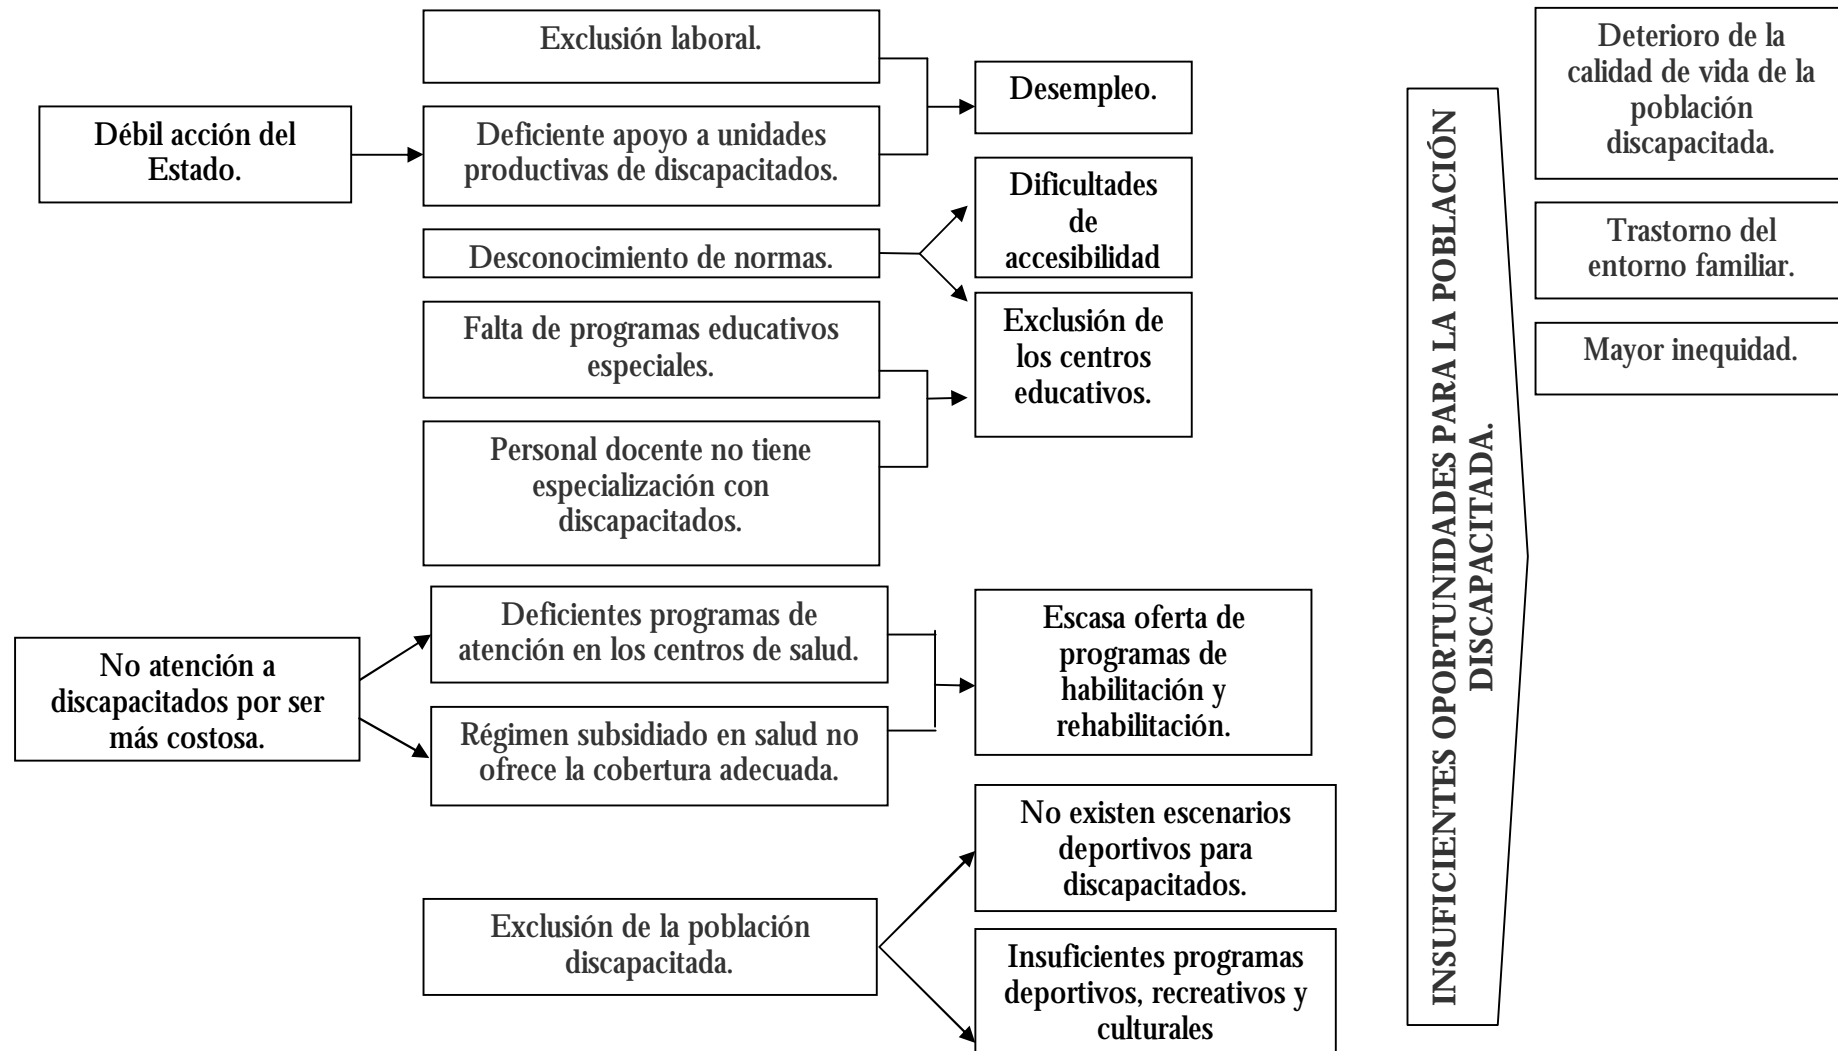 Débil acción del
Estado.
No atención a
discapacitados por ser
más costosa.
Exclusión laboral.
Deficiente apoyo a unidades
productivas de discapacitados.
Desconocimiento de normas.
Falta de programas educativos
especiales.
Personal docente no tiene
especialización con
discapacitados.
Deficientes programas de
atención en los centros de salud.
Régimen subsidiado en salud no
ofrece la cobertura adecuada.
Exclusión de la población
discapacitada.
Desempleo.
Dificultades
de
accesibilidad
Exclusión de
los centros
educativos.
Escasa oferta de
programas de
habilitación y
rehabilitación.
No existen escenarios
deportivos para
discapacitados.
Insuficientes programas
deportivos, recreativos y
culturales
INSUFICIENTES OPORTUNIDADES PARA LA POBLACIÓN
DISCAPACITADA.
Deterioro de la
calidad de vida de la
población
discapacitada.
Trastorno del
entorno familiar.
Mayor inequidad.